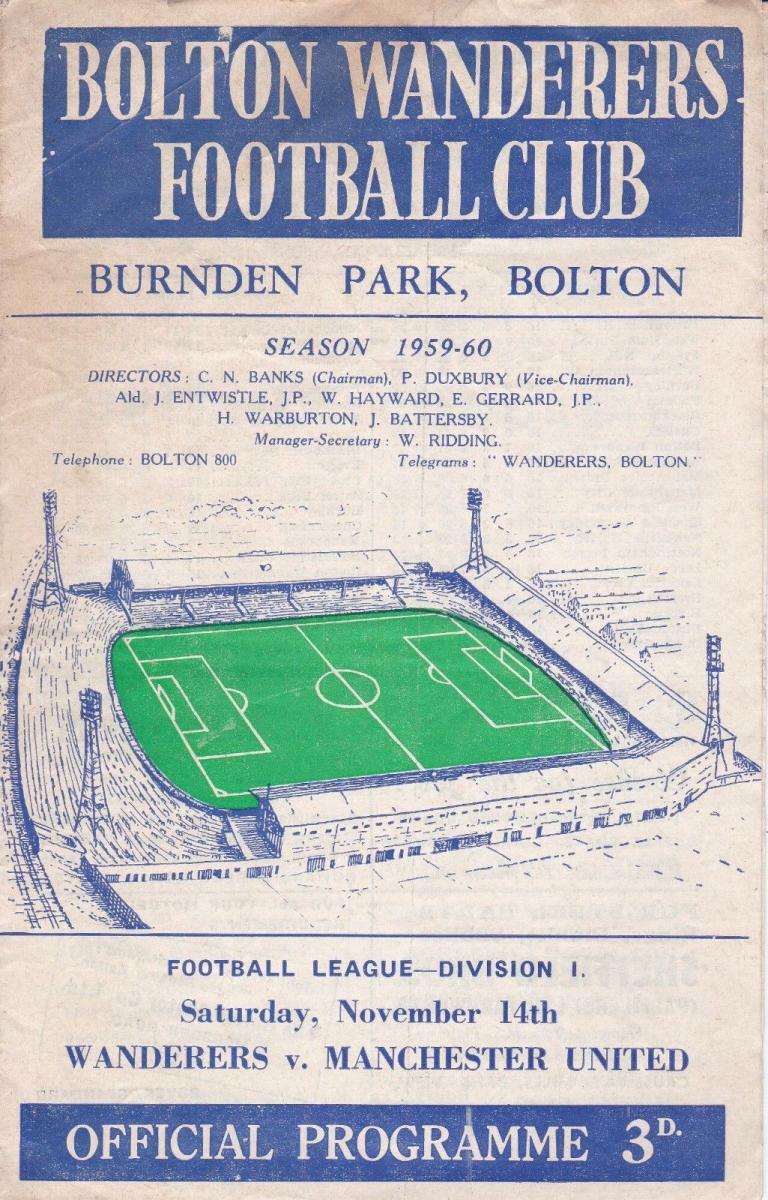 BOLTON WANDERERS
FOOTBALL CLUB
BURNDEN PARK, BOLTON
SEASON 1959-60
DIRECTORS: C. N. BANKS (Chairman), P. DUXBURY (Vice-Chairman),
Ald. J. ENTWISTLE, J.P., W. HAYWARD, E. GERRARD, J.P.,
H. WARBURTON, J. BATTERSBY.
Manager-Secretary: W. RIDDING.
Telephone: BOLTON 800 Telegrams: "WANDERERS, BOLTON."
FOOTBALL LEAGUE—DIVISION I.
Saturday, November 14th
WANDERERS v. MANCHESTER UNITED
OFFICIAL PROGRAMME 3D.